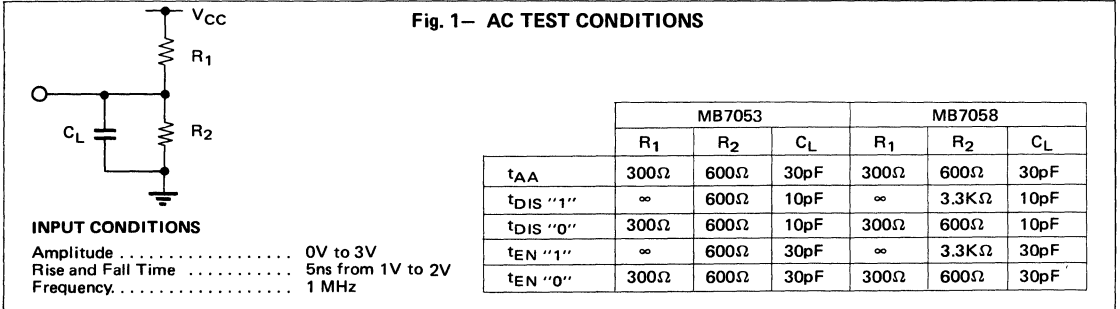 Fig. 1— AC TEST CONDITIONS
VCC
R1
R2
CL
INPUT CONDITIONS
Amplitude . . . . . . . . . . . . . . . . . . . 0V to 3V
Rise and Fall Time . . . . . . . . . . . 5ns from 1V to 2V
Frequency. . . . . . . . . . . . . . . . . . 1 MHz
MB7053 MB7058
R1 R2 CL R1 R2 CL
tAA 300Ω 600Ω 30pF 300Ω 600Ω 30pF
tDIS "1" ∞ 600Ω 10pF ∞ 3.3KΩ 10pF
tDIS "0" 300Ω 600Ω 10pF 300Ω 600Ω 10pF
tEN "1" ∞ 600Ω 30pF ∞ 3.3KΩ 30pF
tEN "0" 300Ω 600Ω 30pF 300Ω 600Ω 30pF